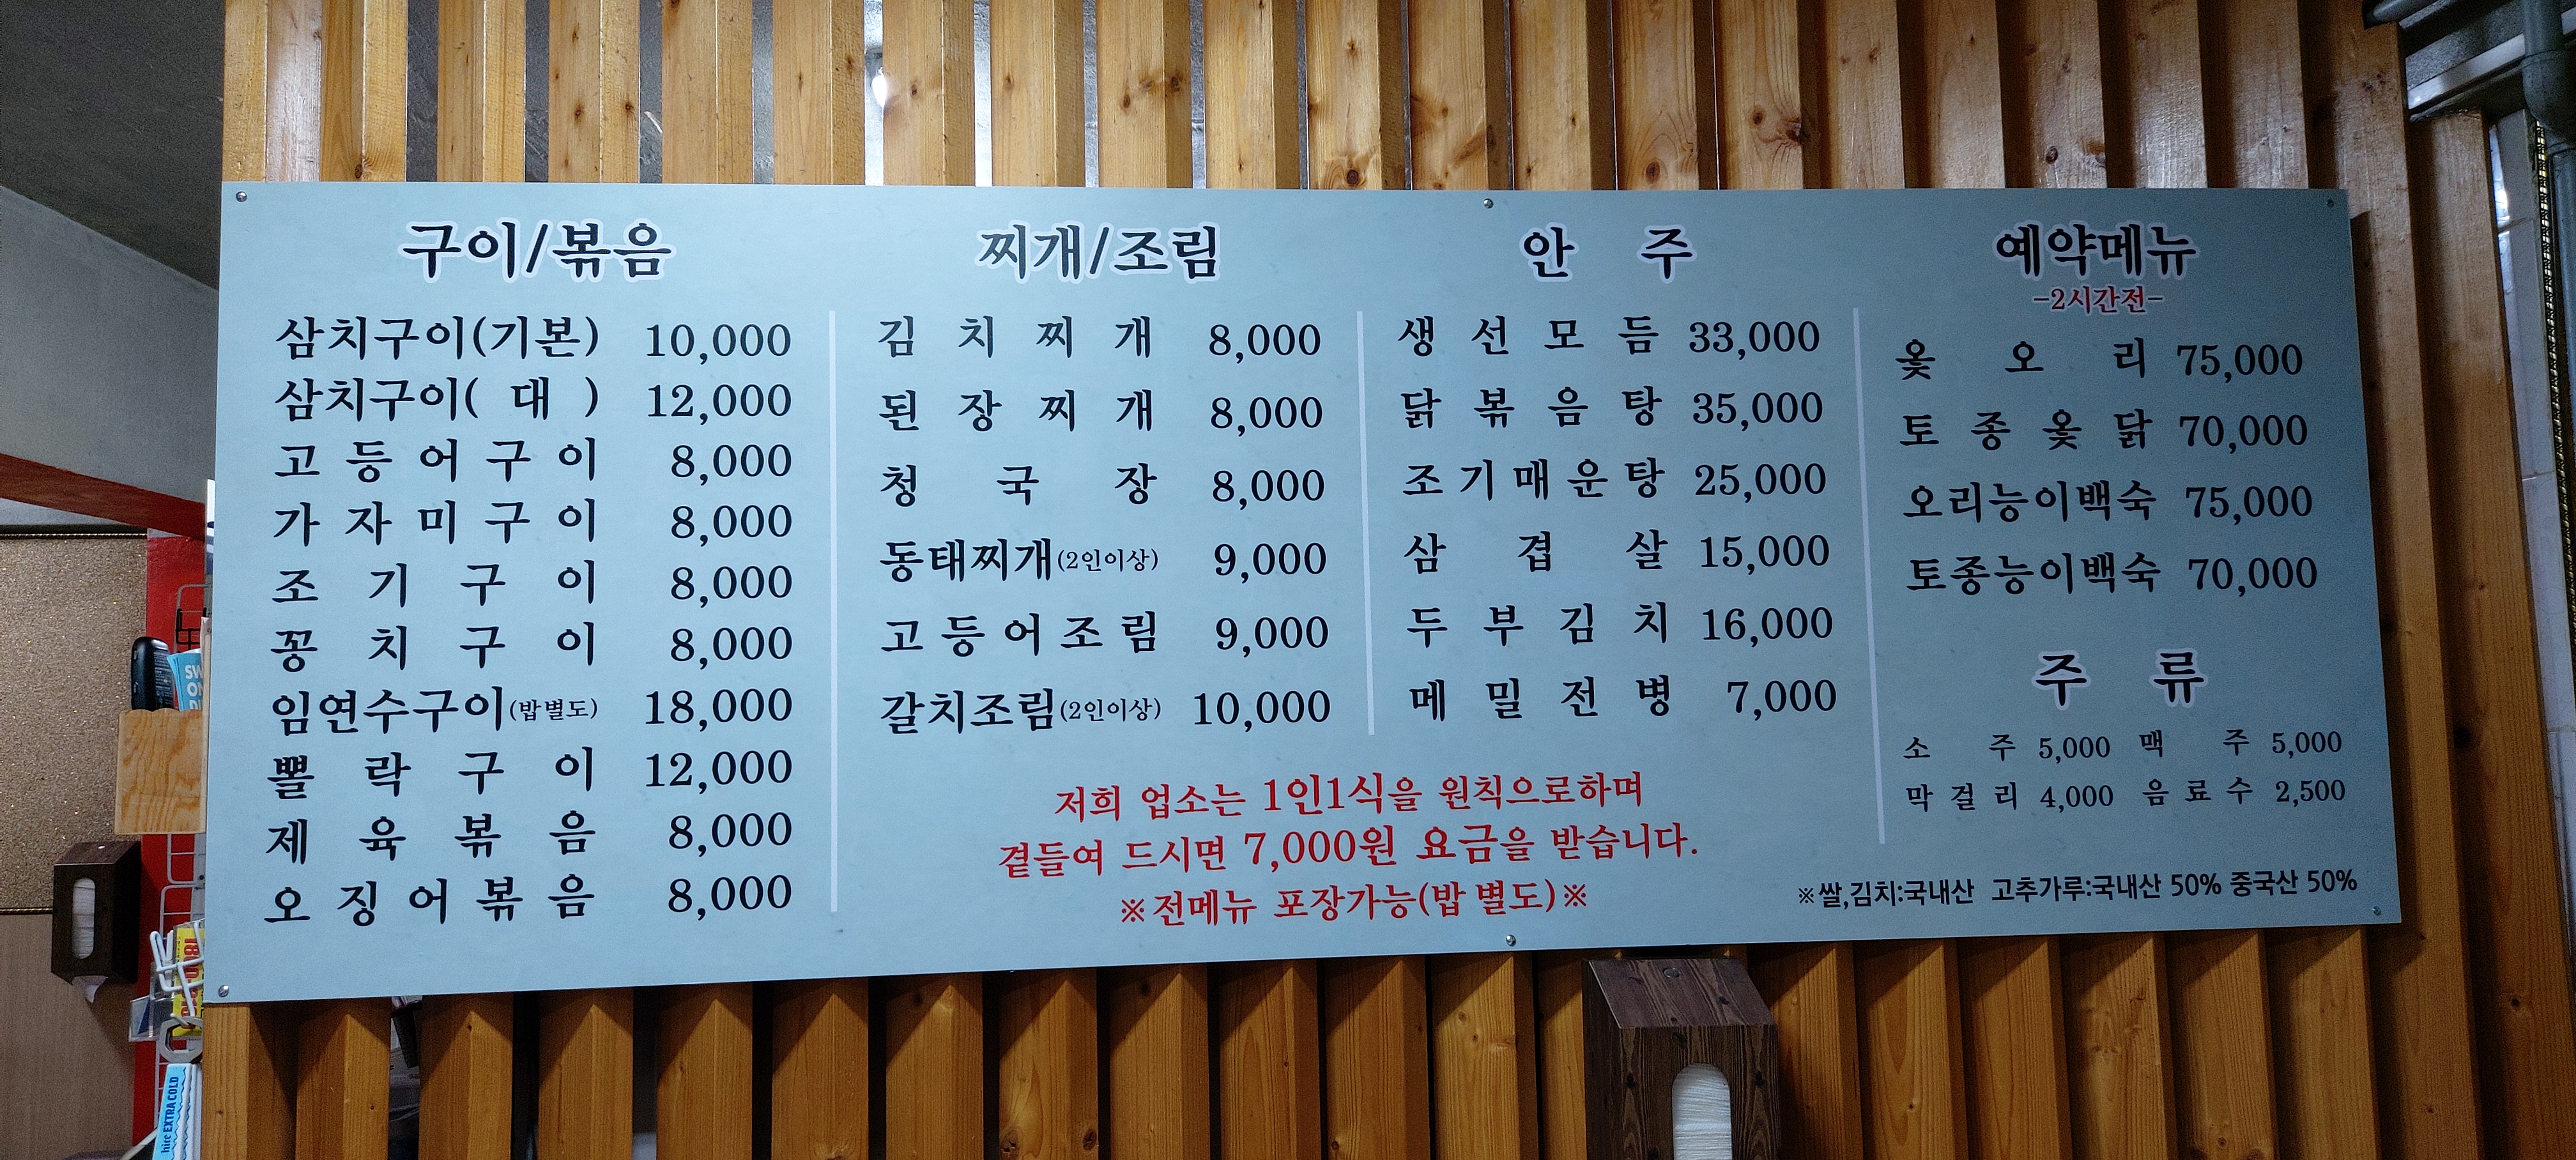 구이/볶음
삼치구이(기본) 10,000
삼치구이( 대 ) 12,000
고등어구이 8,000
가자미구이 8,000
조기구이 8,000
꽁치구이 8,000
임연수구이(밥별도) 18,000
뽈락구이 12,000
제육볶음 8,000
오징어볶음 8,000
찌개/조림
김치찌개 8,000
된장찌개 8,000
청국장 8,000
동태찌개(2인이상) 9,000
고등어조림 9,000
갈치조림(2인이상) 10,000
안 주
생선모듬 33,000
닭볶음탕 35,000
조기매운탕 25,000
삼겹살 15,000
두부김치 16,000
메밀전병 7,000
저희 업소는 1인1식을 원칙으로하며
곁들여 드시면 7,000원 요금을 받습니다.
※전메뉴 포장가능(밥 별도)※
예약메뉴
-2시간전-
옻오리 75,000
토종옻닭 70,000
오리능이백숙 75,000
토종능이백숙 70,000
주 류
소 주 5,000 맥 주 5,000
막걸리 4,000 음료수 2,500
※쌀,김치:국내산 고추가루:국내산 50% 중국산 50%
EXTRA COLD